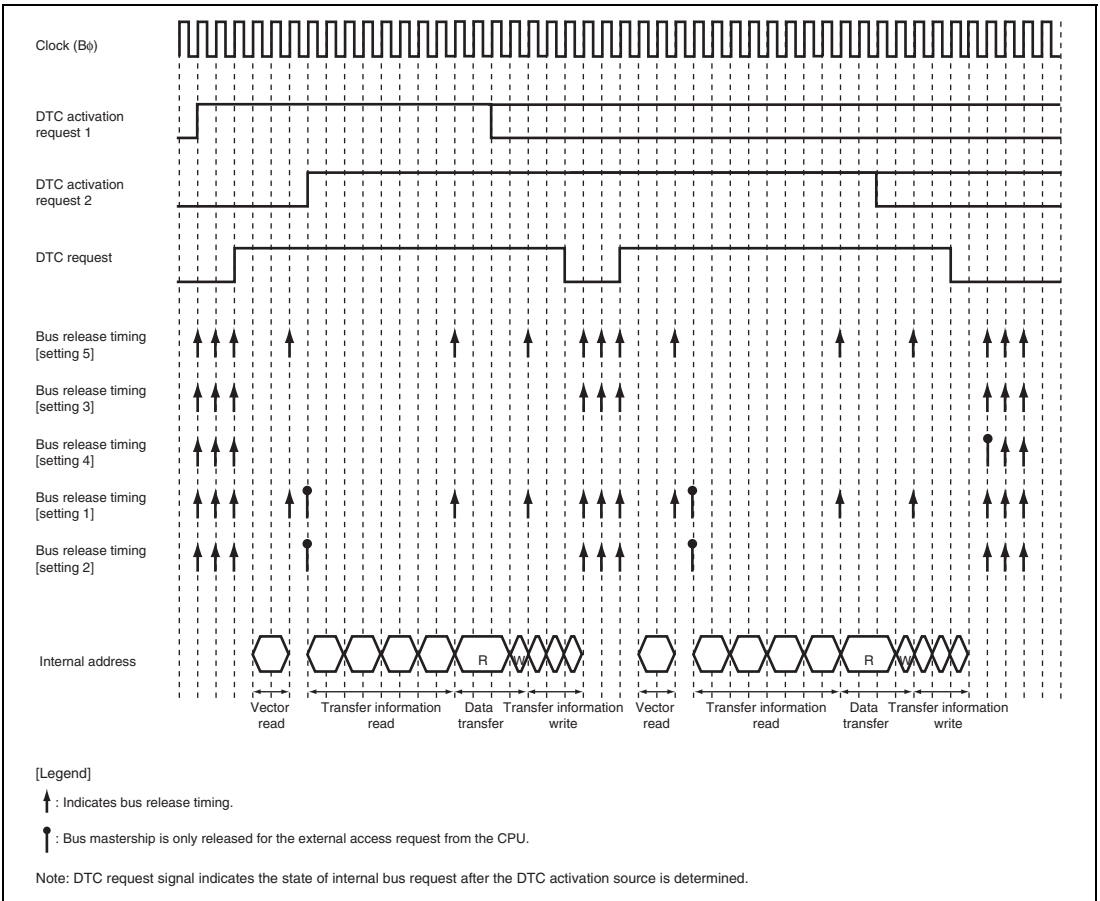 Clock (Bφ)
DTC activation
request 1
DTC activation
request 2
DTC request
Bus release timing
[setting 5]
Bus release timing
[setting 3]
Bus release timing
[setting 4]
Bus release timing
[setting 1]
Bus release timing
[setting 2]
Internal address
R
W
R
W
Vector
read
Transfer information
read
Data
transfer
Transfer information
write
Vector
read
Transfer information
read
Data
transfer
Transfer information
write
[Legend]
: Indicates bus release timing.
: Bus mastership is only released for the external access request from the CPU.
Note: DTC request signal indicates the state of internal bus request after the DTC activation source is determined.